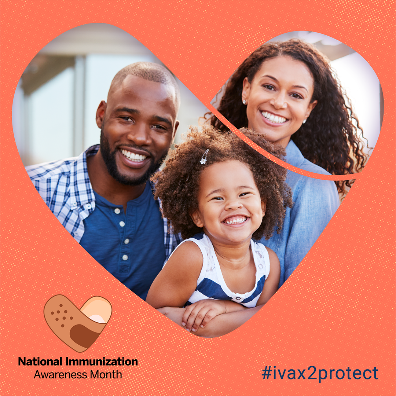 National Immunization
Awareness Month
#ivax2protect